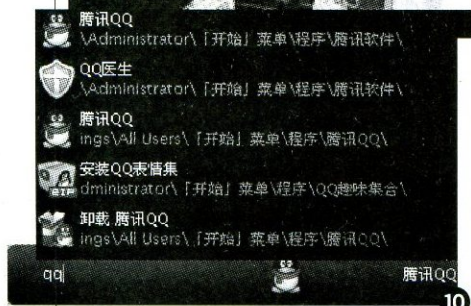 腾讯QQ
\Administrator\「开始」菜单\程序\腾讯软件\
QQ医生
\Administrator\「开始」菜单\程序\腾讯软件\
腾讯QQ
ings\All Users\「开始」菜单\程序\腾讯QQ\
安装QQ表情集
dministrator\「开始」菜单\程序\QQ趣味集合\
卸载 腾讯QQ
ings\All Users\「开始」菜单\程序\腾讯QQ\
qq 腾讯QQ
10